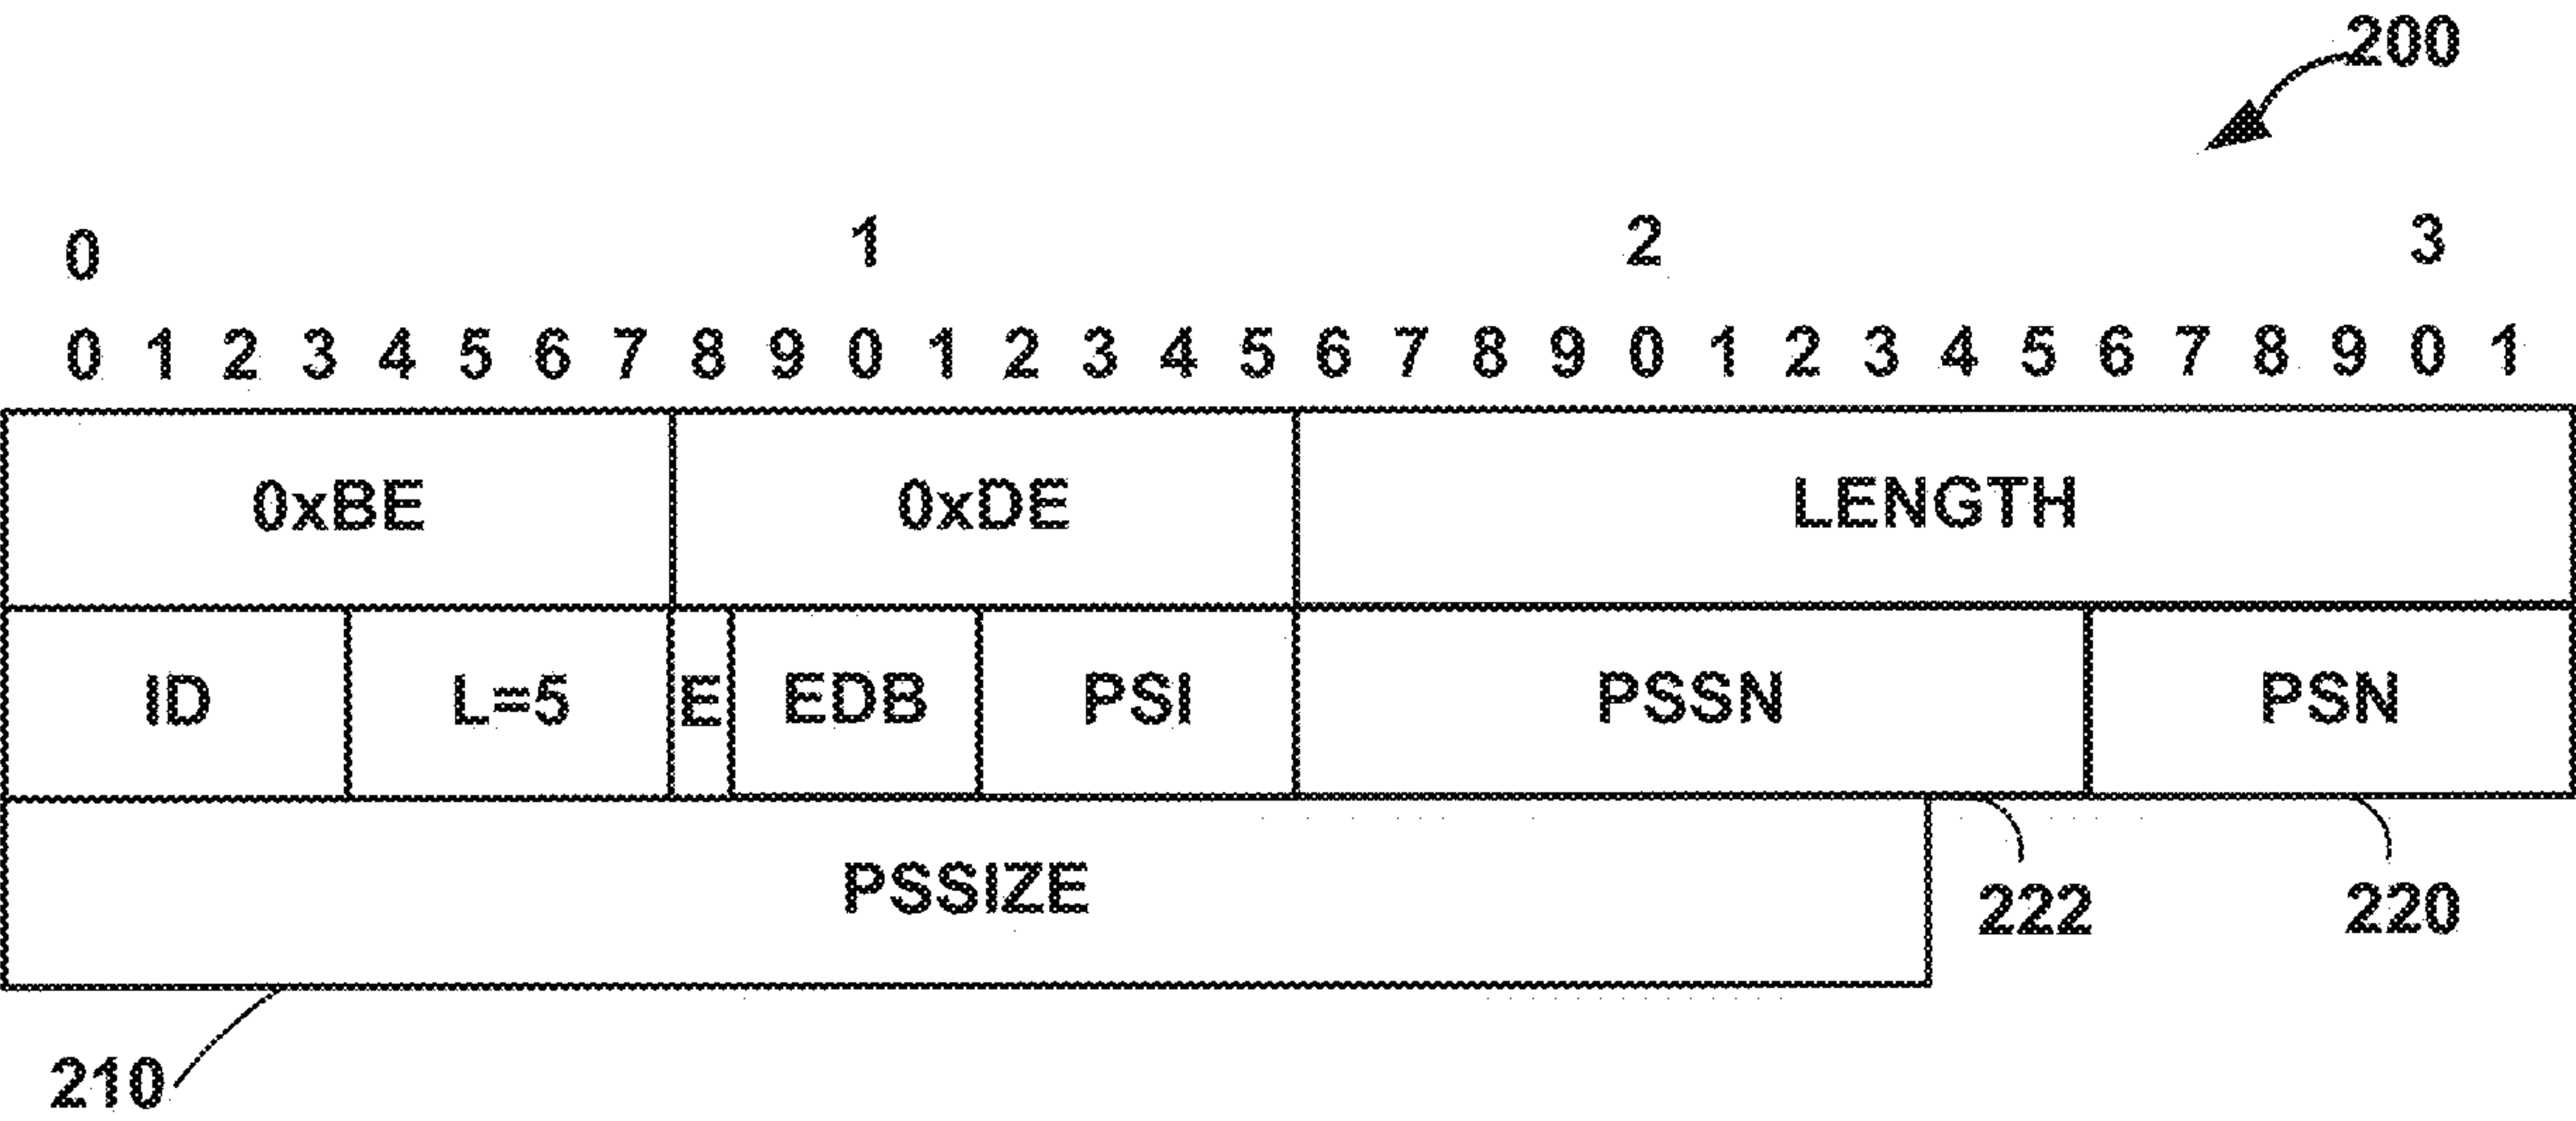 200
0 1 2 3
0 1 2 3 4 5 6 7 8 9 0 1 2 3 4 5 6 7 8 9 0 1 2 3 4 5 6 7 8 9 0 1
0xBE 0xDE LENGTH
ID L=5 E EDB PSI PSSN PSN
PSSIZE
222 220
210